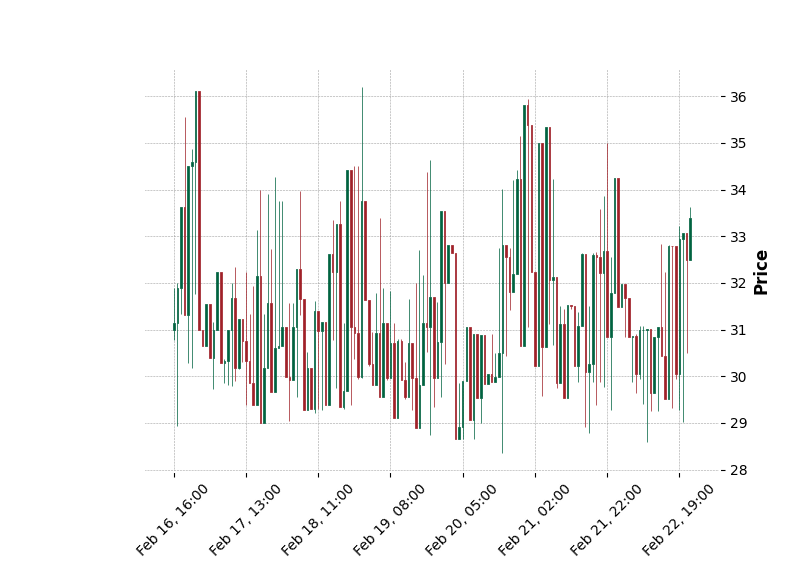 36
35
34
33
32
31
30
29
28
Price
Feb 16, 16:00
Feb 17, 13:00
Feb 18, 11:00
Feb 19, 08:00
Feb 20, 05:00
Feb 21, 02:00
Feb 21, 22:00
Feb 22, 19:00